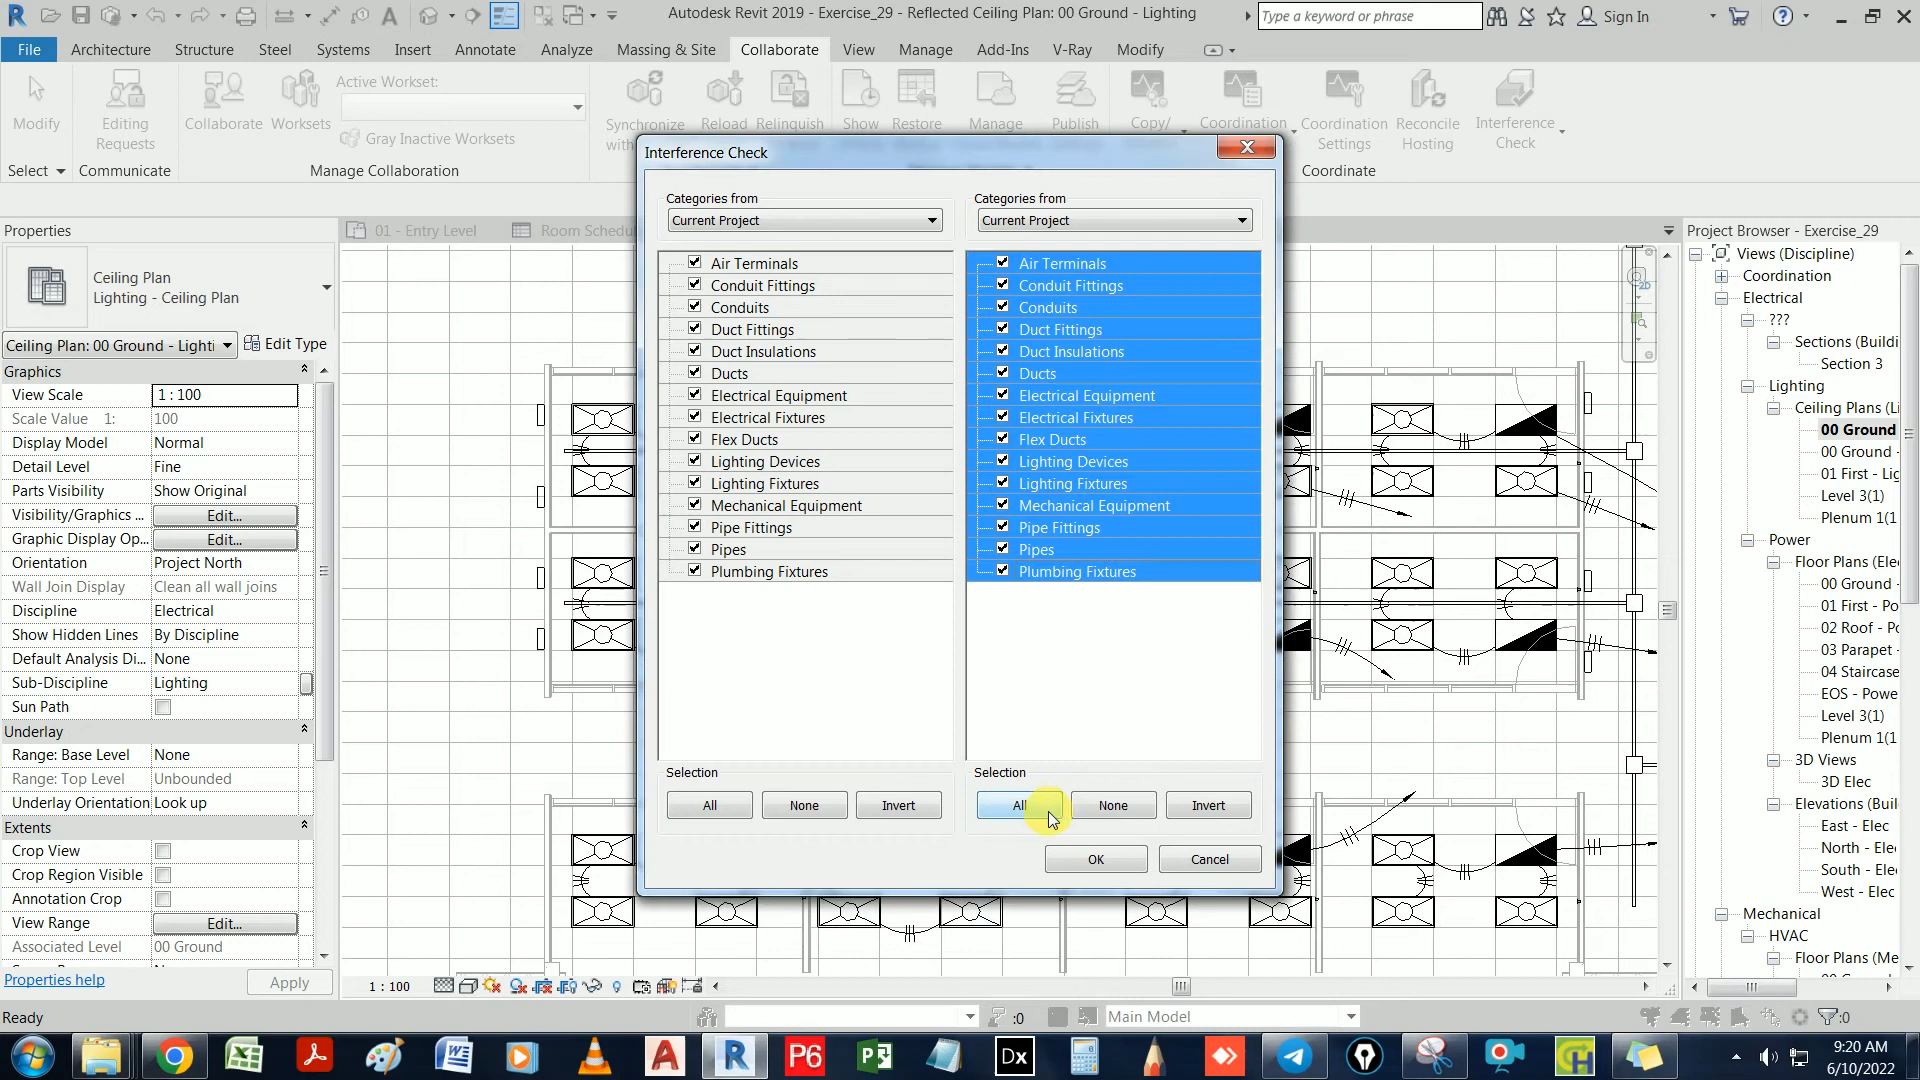 Autodesk Revit 2019 - Exercise_29 - Reflected Ceiling Plan: 00 Ground - Lighting
Type a keyword or phrase
Sign In
File Architecture Structure Steel Systems Insert Annotate Analyze Massing & Site Collaborate View Manage Add-Ins V-Ray Modify
Modify
Editing
Requests
Collaborate
Worksets
Active Workset:
Gray Inactive Worksets
Synchronize
Reload
Relinquish
Show
Restore
Manage
Publish
Copy/
Coordination
Coordination
Settings
Reconcile
Hosting
Interference
Check
Select
Communicate
Manage Collaboration
Coordinate
Properties
Ceiling Plan
Lighting - Ceiling Plan
Ceiling Plan: 00 Ground - Lighti
Edit Type
Graphics
View Scale 1 : 100
Scale Value 1: 100
Display Model Normal
Detail Level Fine
Parts Visibility Show Original
Visibility/Graphics ... Edit...
Graphic Display Op... Edit...
Orientation Project North
Wall Join Display Clean all wall joins
Discipline Electrical
Show Hidden Lines By Discipline
Default Analysis Di... None
Sub-Discipline Lighting
Sun Path
Underlay
Range: Base Level None
Range: Top Level Unbounded
Underlay Orientation Look up
Extents
Crop View
Crop Region Visible
Annotation Crop
View Range Edit...
Associated Level 00 Ground
Properties help
Apply
01 - Entry Level
Room Schedu
Interference Check
Categories from
Current Project
Air Terminals
Conduit Fittings
Conduits
Duct Fittings
Duct Insulations
Ducts
Electrical Equipment
Electrical Fixtures
Flex Ducts
Lighting Devices
Lighting Fixtures
Mechanical Equipment
Pipe Fittings
Pipes
Plumbing Fixtures
Selection
All None Invert
Categories from
Current Project
Air Terminals
Conduit Fittings
Conduits
Duct Fittings
Duct Insulations
Ducts
Electrical Equipment
Electrical Fixtures
Flex Ducts
Lighting Devices
Lighting Fixtures
Mechanical Equipment
Pipe Fittings
Pipes
Plumbing Fixtures
Selection
All None Invert
OK Cancel
Project Browser - Exercise_29
Views (Discipline)
Coordination
Electrical
???
Sections (Buildi
Section 3
Lighting
Ceiling Plans (Li
00 Ground
00 Ground -
01 First - Lig
Level 3(1)
Plenum 1(1
Power
Floor Plans (Ele
00 Ground -
01 First - Po
02 Roof - Po
03 Parapet -
04 Staircase
EOS - Powe
Level 3(1)
Plenum 1(1
3D Views
3D Elec
Elevations (Buil
East - Elec
North - Elec
South - Elec
West - Elec
Mechanical
HVAC
Floor Plans (Me
1 : 100
Ready
:0
Main Model
:0
P6
Dx
9:20 AM
6/10/2022